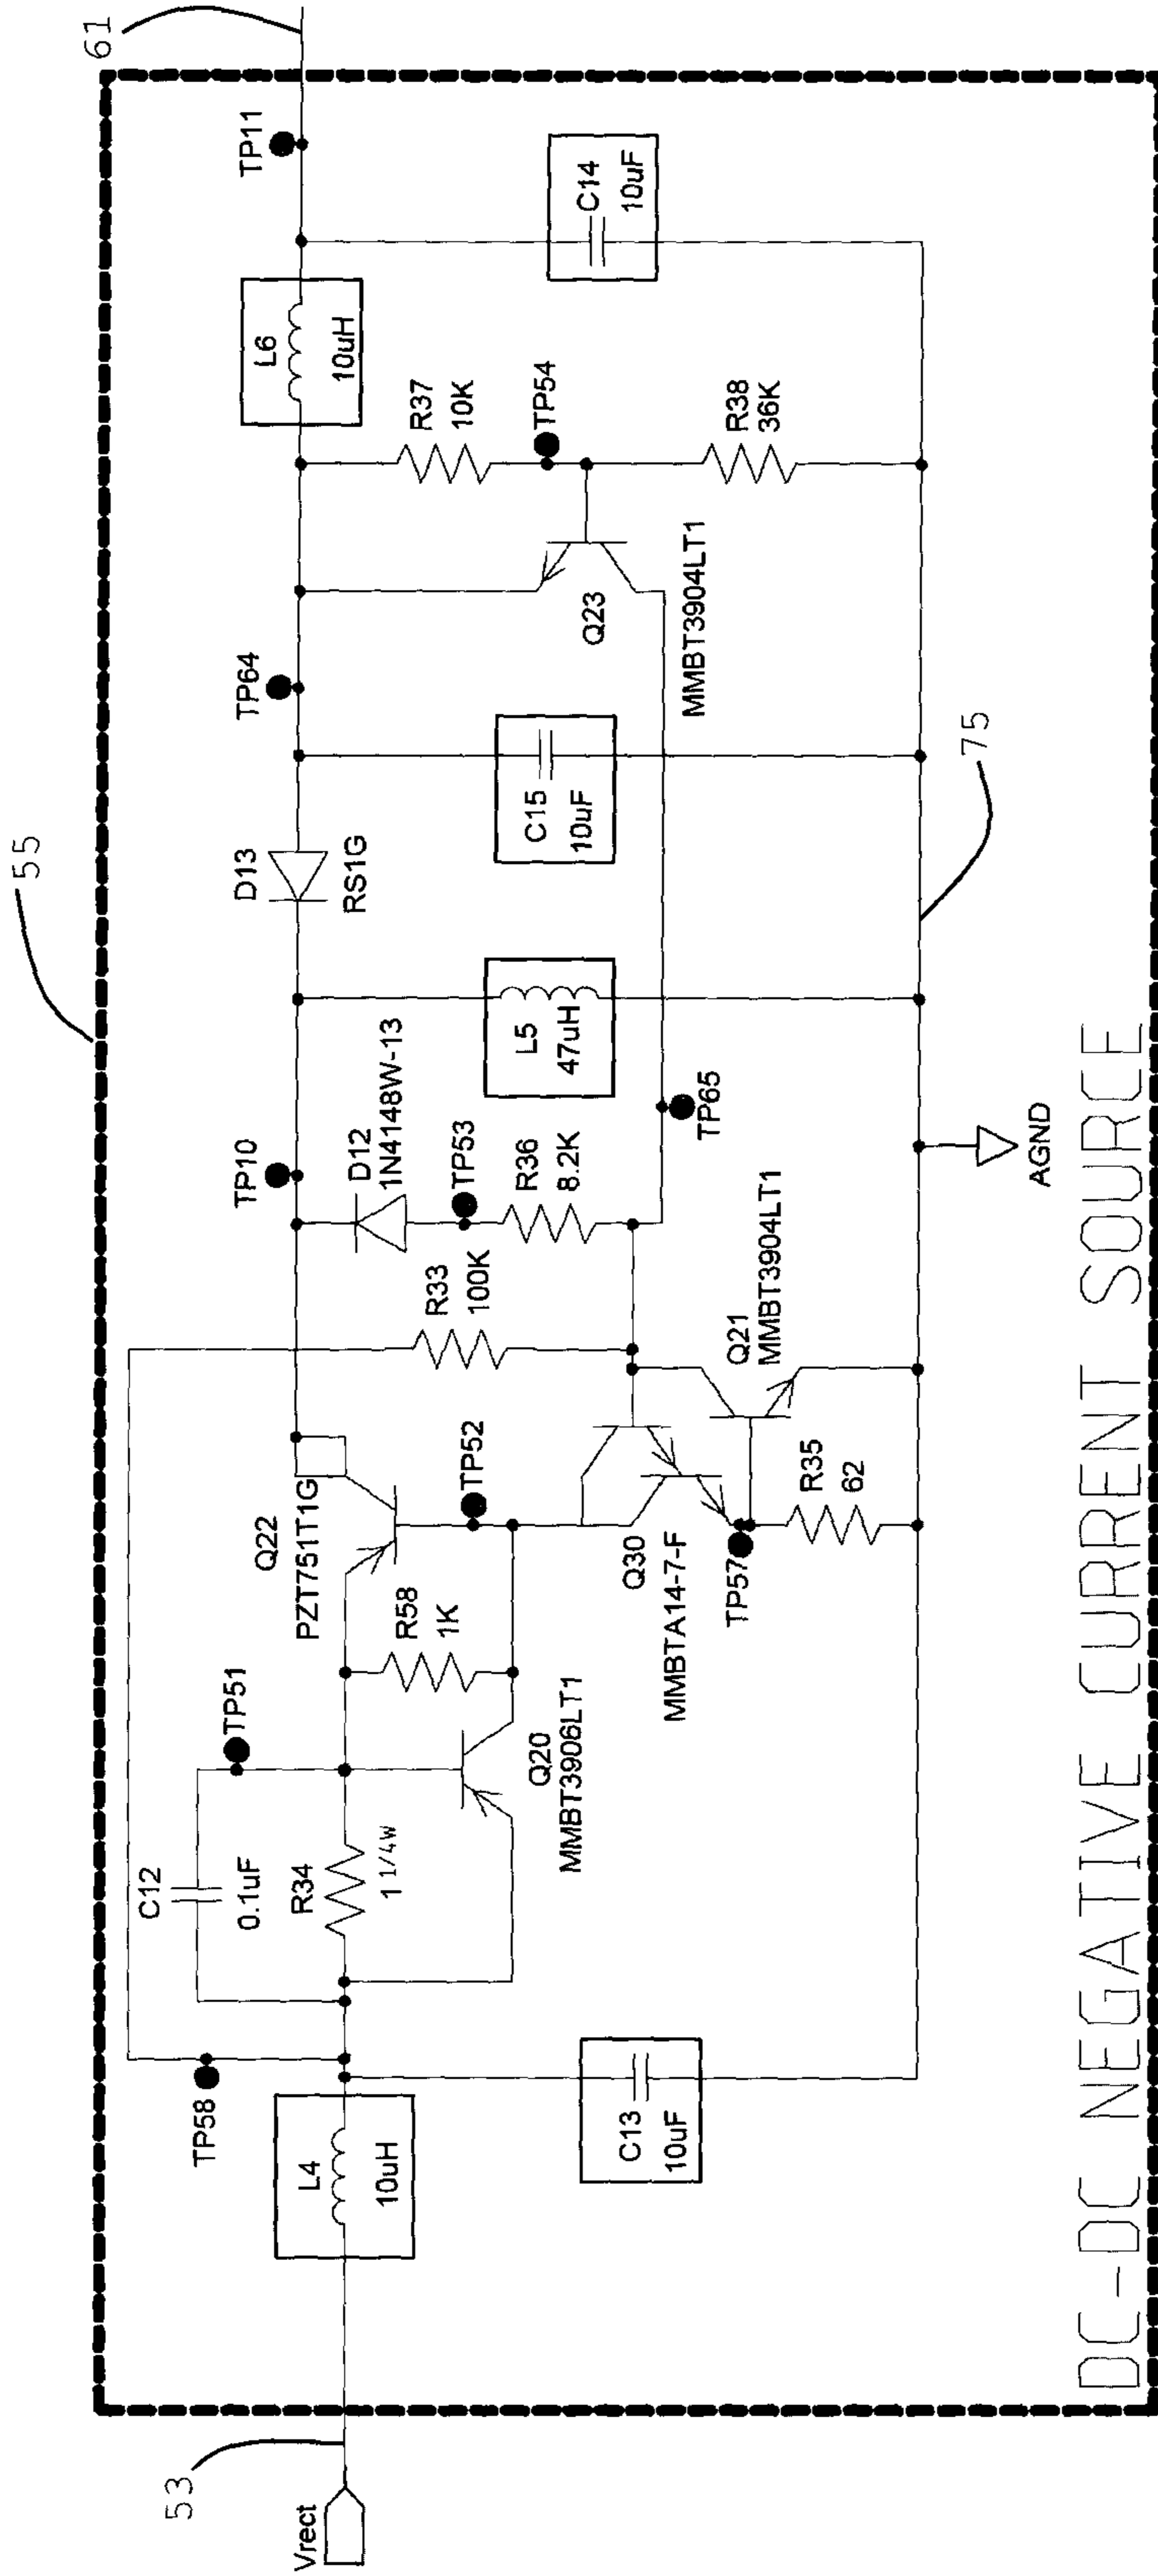 55
61
53
Vrect
L4
10uH
TP58
C13
10uF
C12
0.1uF
R34
1 1/4W
TP51
Q20
MMBT3906LT1
R58
1K
Q22
PZT751T1G
TP52
Q30
MMBTA14-7-F
TP57
R35
62
Q21
MMBT3904LT1
R33
100K
TP10
D12
1N4148W-13
TP53
R36
8.2K
TP65
L5
47uH
D13
RS1G
C15
10uF
TP64
Q23
MMBT3904LT1
R37
10K
TP54
R38
36K
L6
10uH
C14
10uF
TP11
75
AGND
DC-DC NEGATIVE CURRENT SOURCE